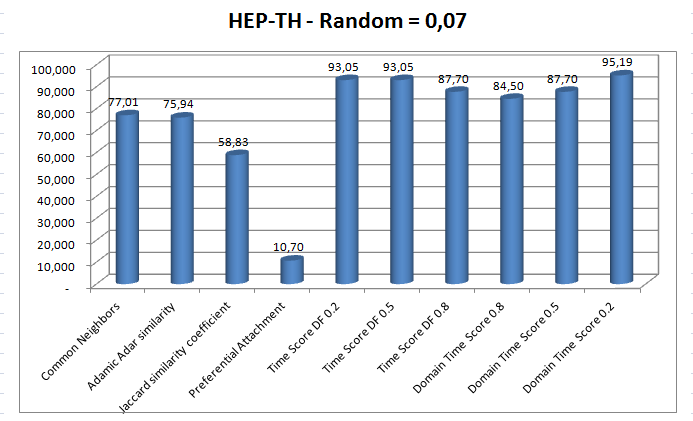 HEP-TH - Random = 0,07
100,000
90,000
80,000
70,000
60,000
50,000
40,000
30,000
20,000
10,000
-
77,01
75,94
58,83
10,70
93,05
93,05
87,70
84,50
87,70
95,19
Common Neighbors
Adamic Adar similarity
Jaccard similarity coefficient
Preferential Attachment
Time Score DF 0.2
Time Score DF 0.5
Time Score DF 0.8
Domain Time Score 0.8
Domain Time Score 0.5
Domain Time Score 0.2